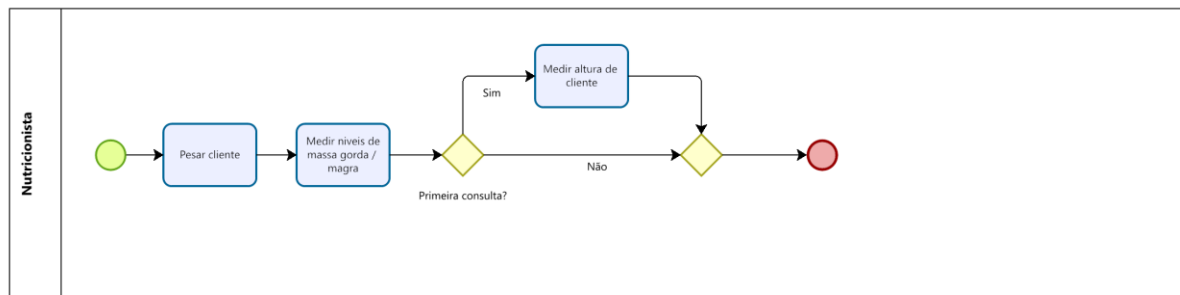 Nutricionista
Pesar cliente
Medir niveis de
massa gorda /
magra
Primeira consulta?
Sim
Medir altura de
cliente
Não